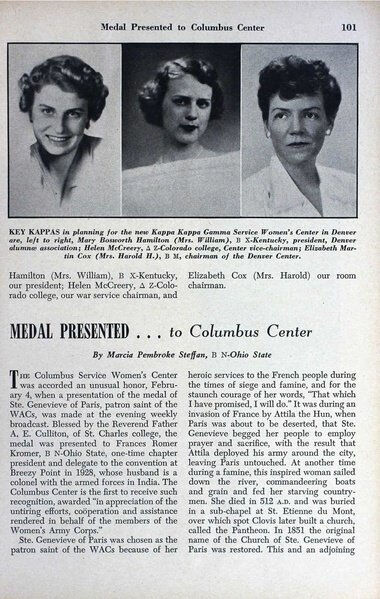 Medal Presented to Columbus Center 101
KEY KAPPAS in planning for the new Kappa Kappa Gamma Service Women's Center in Denver
are, left to right, Mary Bosworth Hamilton (Mrs. William), B X-Kentucky, president, Denver
alumnæ association; Helen McCreery, Δ Z-Colorado college, Center vice-chairman; Elizabeth Mar-
tin Cox (Mrs. Harold H.), B M, chairman of the Denver Center.
Hamilton (Mrs. William), B X-Kentucky,
our president; Helen McCreery, Δ Z-Colo-
rado college, our war service chairman, and
Elizabeth Cox (Mrs. Harold) our room
chairman.
MEDAL PRESENTED . . . to Columbus Center
By Marcia Pembroke Steffan, B N-Ohio State
THE Columbus Service Women's Center
was accorded an unusual honor, Febru-
ary 4, when a presentation of the medal of
Ste. Genevieve of Paris, patron saint of the
WACs, was made at the evening weekly
broadcast. Blessed by the Reverend Father
A. E. Culliton, of St. Charles college, the
medal was presented to Frances Romer
Kromer, B N-Ohio State, one-time chapter
president and delegate to the convention at
Breezy Point in 1928, whose husband is a
colonel with the armed forces in India. The
Columbus Center is the first to receive such
recognition, awarded "in appreciation of the
untiring efforts, coöperation and assistance
rendered in behalf of the members of the
Women's Army Corps."
Ste. Genevieve of Paris was chosen as the
patron saint of the WACs because of her
heroic services to the French people during
the times of siege and famine, and for the
staunch courage of her words, "That which
I have promised, I will do." It was during an
invasion of France by Attila the Hun, when
Paris was about to be deserted, that Ste.
Genevieve begged her people to employ
prayer and sacrifice, with the result that
Attila deployed his army around the city,
leaving Paris untouched. At another time
during a famine, this inspired woman sailed
down the river, commandeering boats
and grain and fed her starving country-
men. She died in 512 A.D. and was buried
in a sub-chapel at St. Etienne du Mont,
over which spot Clovis later built a church,
called the Pantheon. In 1851 the original
name of the Church of Ste. Genevieve of
Paris was restored. This and an adjoining